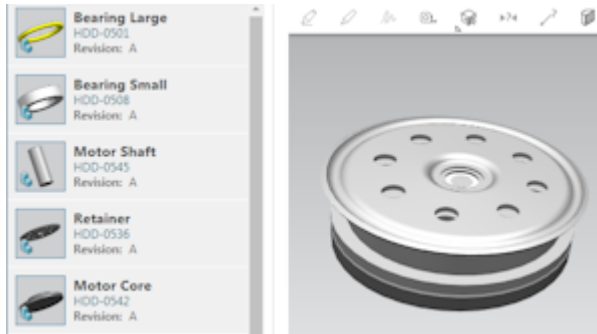 Bearing Large
HDD-0501
Revision: A
Bearing Small
HDD-0508
Revision: A
Motor Shaft
HDD-0545
Revision: A
Retainer
HDD-0536
Revision: A
Motor Core
HDD-0542
Revision: A